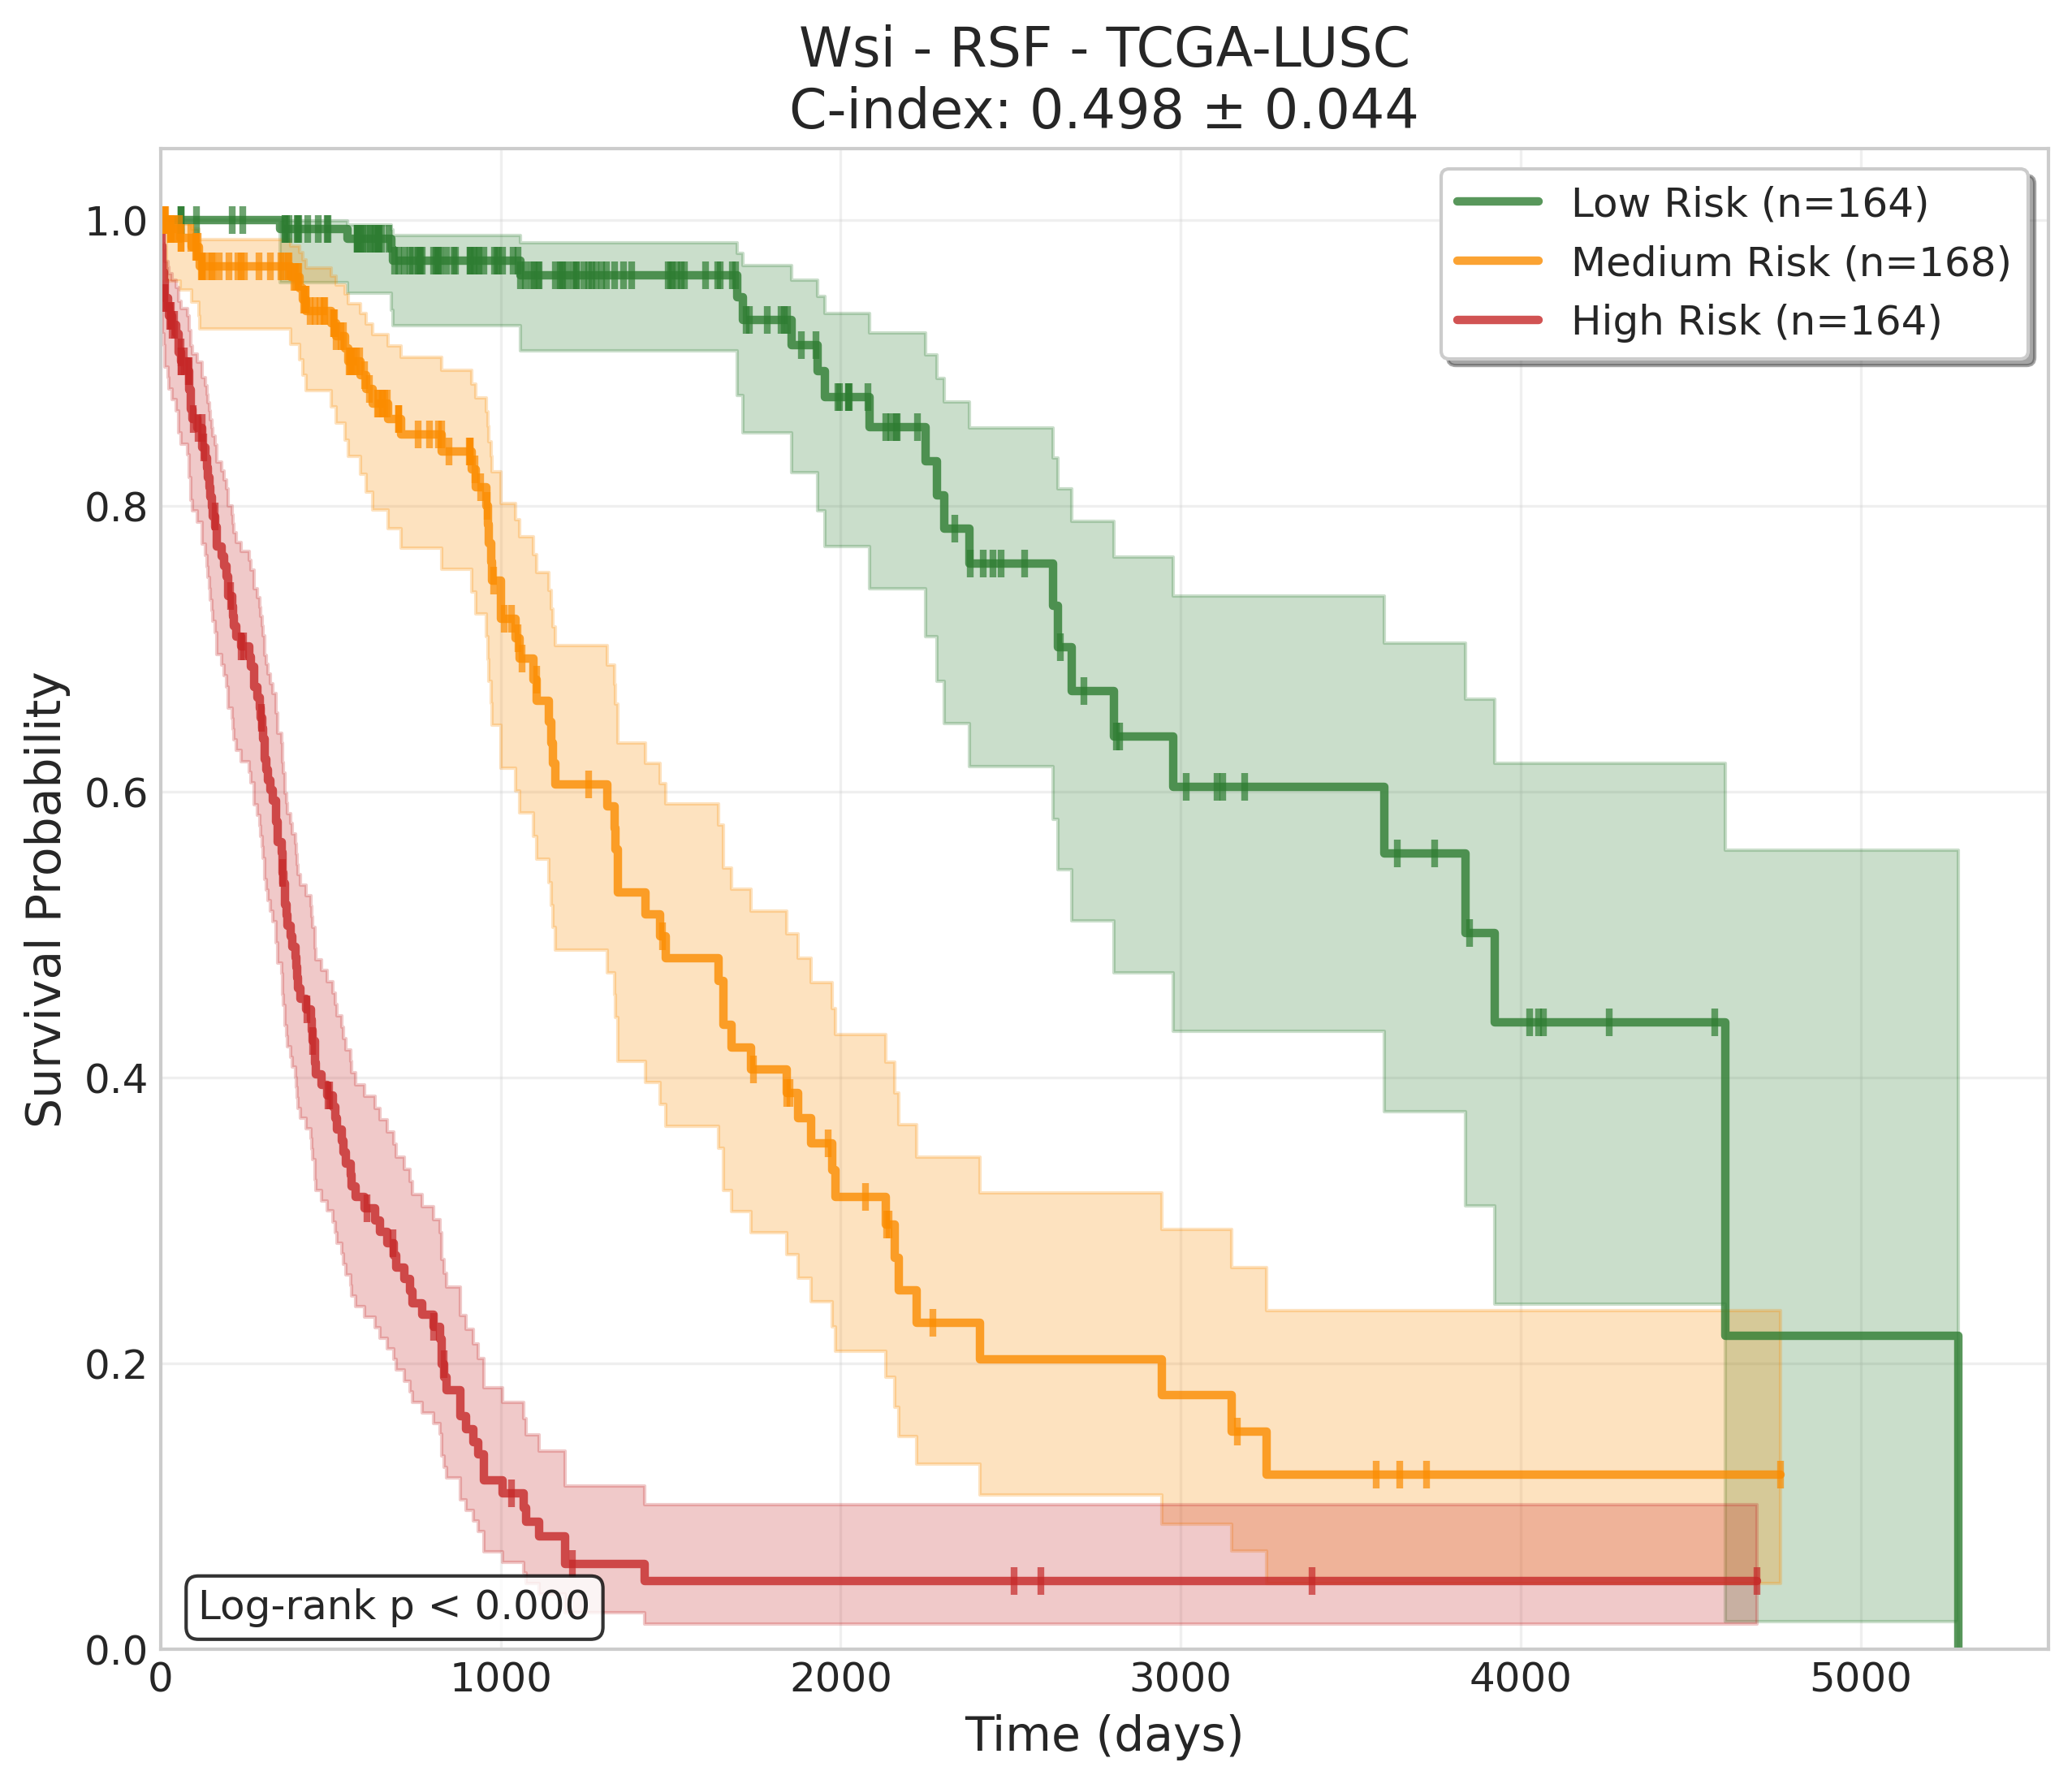 Wsi - RSF - TCGA-LUSC
C-index: 0.498 ± 0.044
Low Risk (n=164)
Medium Risk (n=168)
High Risk (n=164)
Survival Probability
1.0
0.8
0.6
0.4
0.2
0.0
Log-rank p < 0.000
0 1000 2000 3000 4000 5000
Time (days)